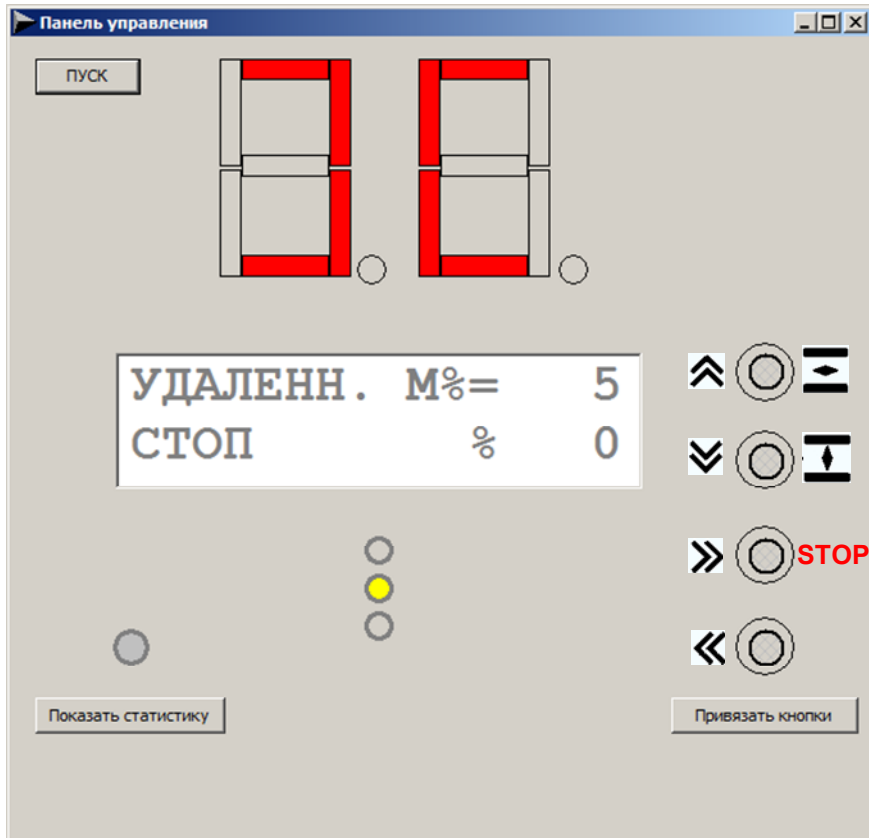 Панель управления
ПУСК
УДАЛЕНН. М%= 5
СТОП % 0
STOP
Показать статистику
Привязать кнопки